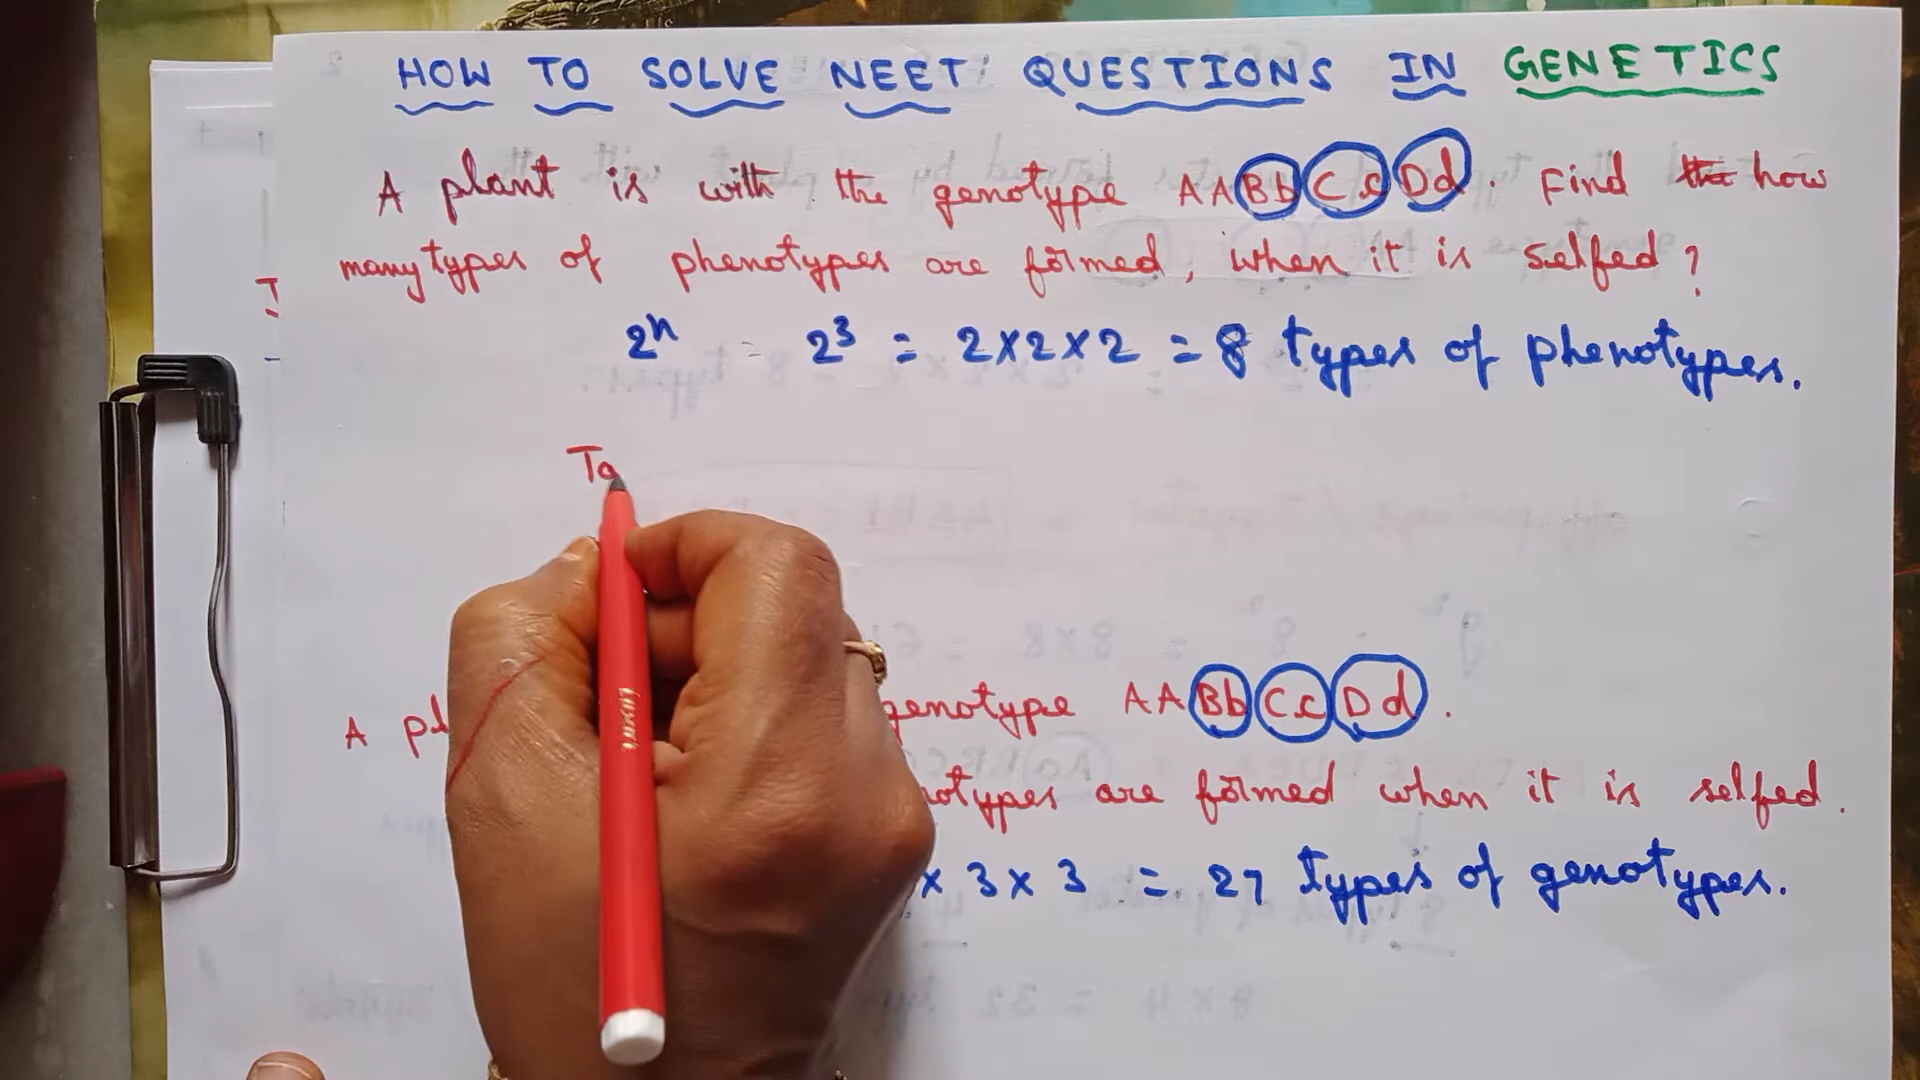 HOW TO SOLVE NEET QUESTIONS IN GENETICS
A plant is with the genotype AABbCcDd. Find the how
many types of phenotypes are formed, when it is selfed?
2ⁿ = 2³ = 2×2×2 = 8 types of phenotypes.
To
A pl genotype AABbCcDd.
notypes are formed when it is selfed.
× 3 × 3 = 27 types of genotypes.
Luxor